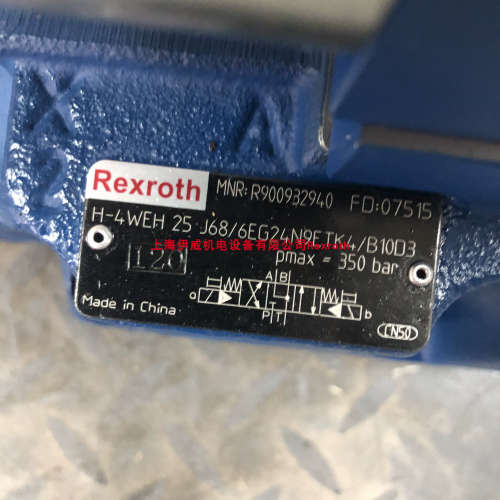 X
A
2
Rexroth
MNR: R900932940
FD:07515
H-4WEH 25 J68/6EG24N9ETK4/B10D3
上海伊威机电设备有限公司Rexroth
120
pmax = 350 bar
A B
a
b
P T
Made in China
CN50